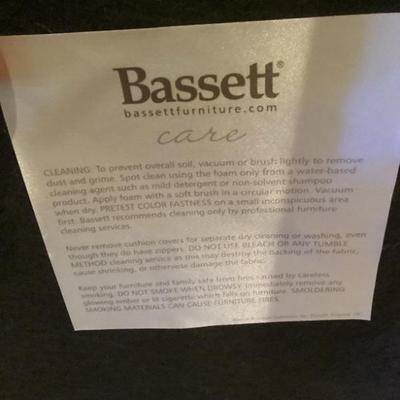 Bassett®
bassettfurniture.com
care
CLEANING: To prevent overall soil, vacuum or brush lightly to remove
dust and grime. Spot clean using the foam only from a water-based
cleaning agent such as mild detergent or non-solvent shampoo
product. Apply foam with a soft brush in a circular motion. Vacuum
when dry. PRETEST COLOR FASTNESS on a small inconspicuous area
first. Bassett recommends cleaning only by professional furniture
cleaning services.
Never remove cushion covers for separate dry cleaning or washing, even
though they do have zippers. DO NOT USE BLEACH OR ANY TUMBLE
METHOD cleaning service as this may destroy the backing of the fabric,
cause shrinking, or otherwise damage the fabric.
Keep your furniture and family safe from fires caused by careless
smoking. DO NOT SMOKE WHEN DROWSY immediately remove any
glowing ember or lit cigarette which falls on furniture. SMOLDERING
SMOKING MATERIALS CAN CAUSE FURNITURE FIRES.